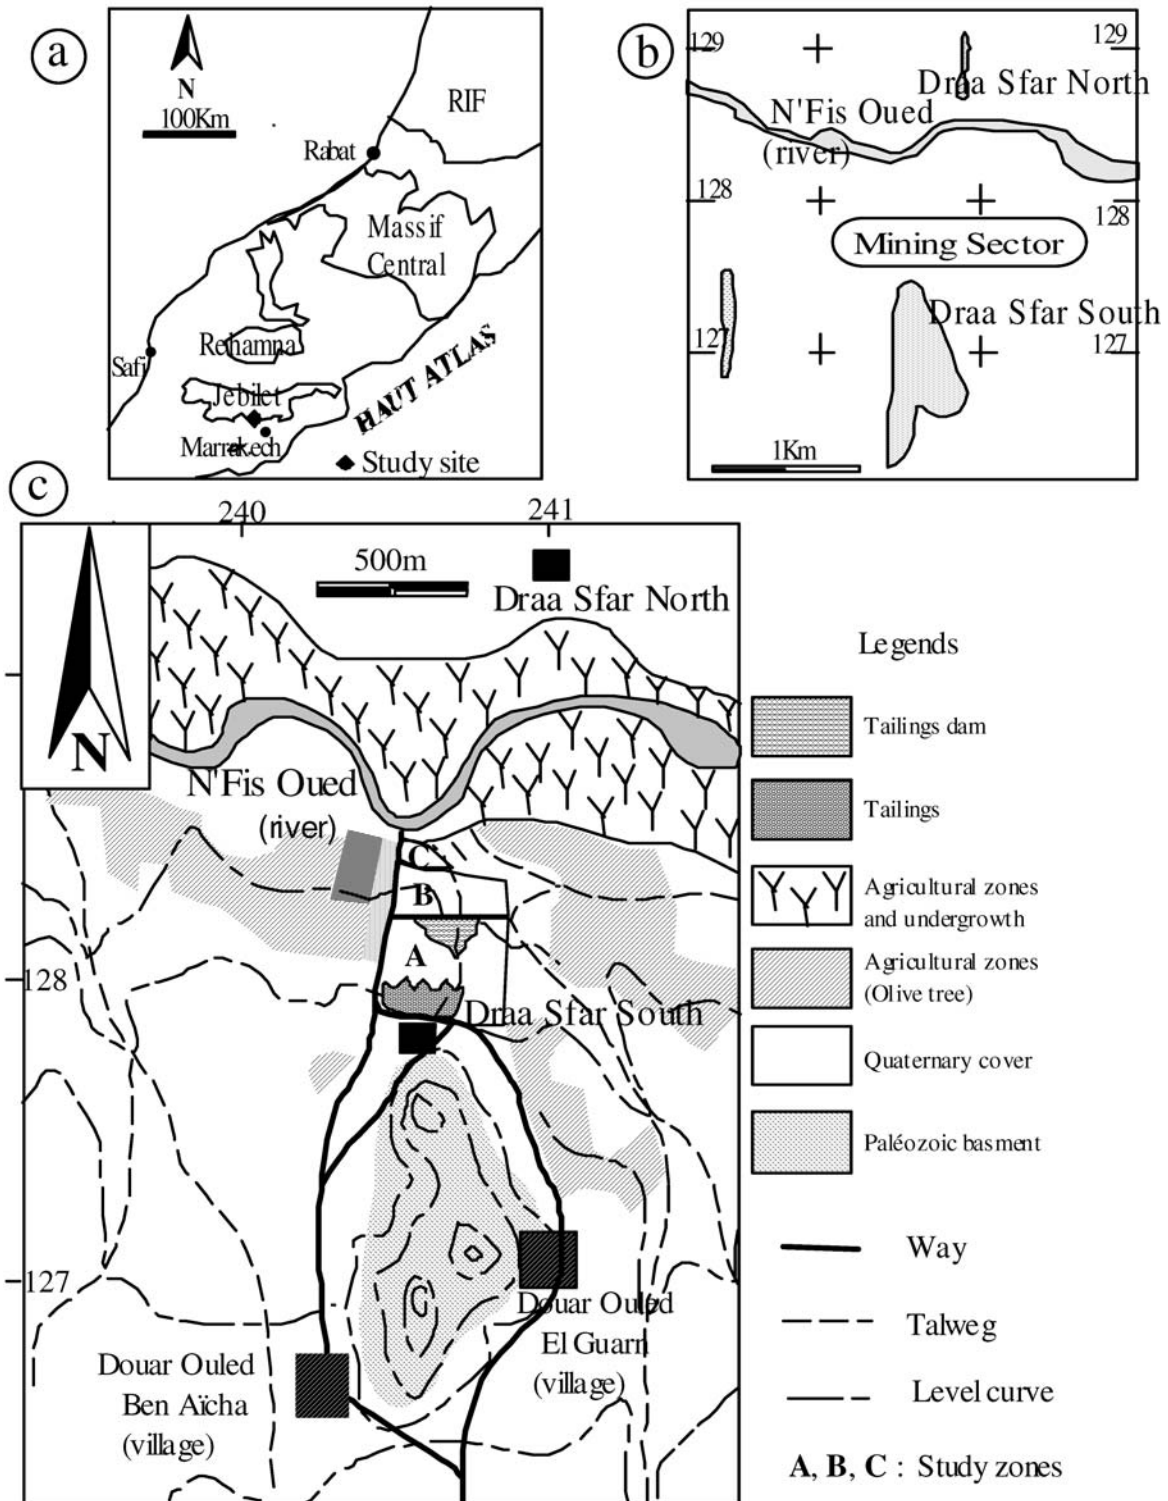 a
N
100Km
RIF
Rabat
Massif
Central
Rehamna
Safi
Jebilet
Marrakech
HAUT ATLAS
Study site
b
129
129
Draa Sfar North
N'Fis Oued
(river)
128
128
Mining Sector
Draa Sfar South
127
127
1Km
c
240
241
500m
Draa Sfar North
N
N'Fis Oued
(river)
C
B
A
128
Draa Sfar South
127
Douar Ouled
El Guarn
(village)
Douar Ouled
Ben Aïcha
(village)
Legends
Tailings dam
Tailings
Agricultural zones
and undergrowth
Agricultural zones
(Olive tree)
Quaternary cover
Paléozoic basment
Way
Talweg
Level curve
A, B, C : Study zones